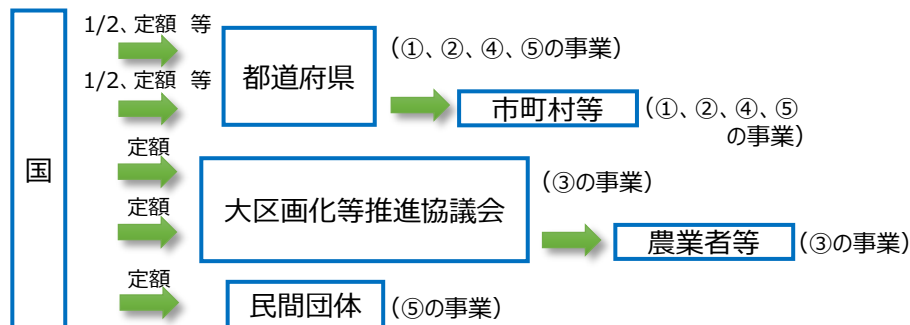 1/2、定額 等
都道府県
(①、②、④、⑤の事業)
1/2、定額 等
市町村等
(①、②、④、⑤
の事業)
定額
国
大区画化等推進協議会
(③の事業)
定額
農業者等
(③の事業)
定額
民間団体
(⑤の事業)